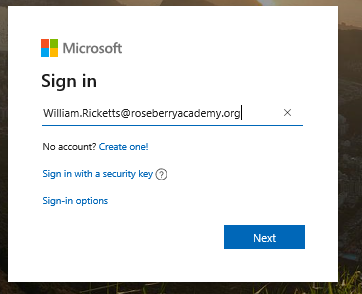 Microsoft
Sign in
William.Ricketts@roseberryacademy.org
No account? Create one!
Sign in with a security key
Sign-in options
Next